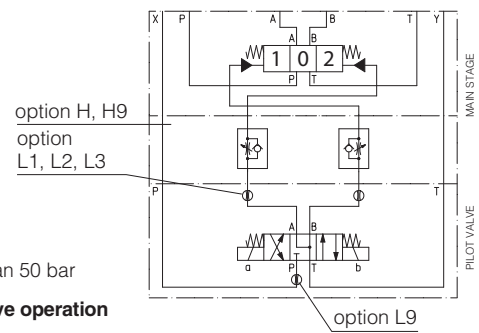 X P A B T Y
A B
1 0 2
P T
MAIN STAGE
option H, H9
option
L1, L2, L3
P T
A B
a P T b
PILOT VALVE
an 50 bar
ve operation
option L9